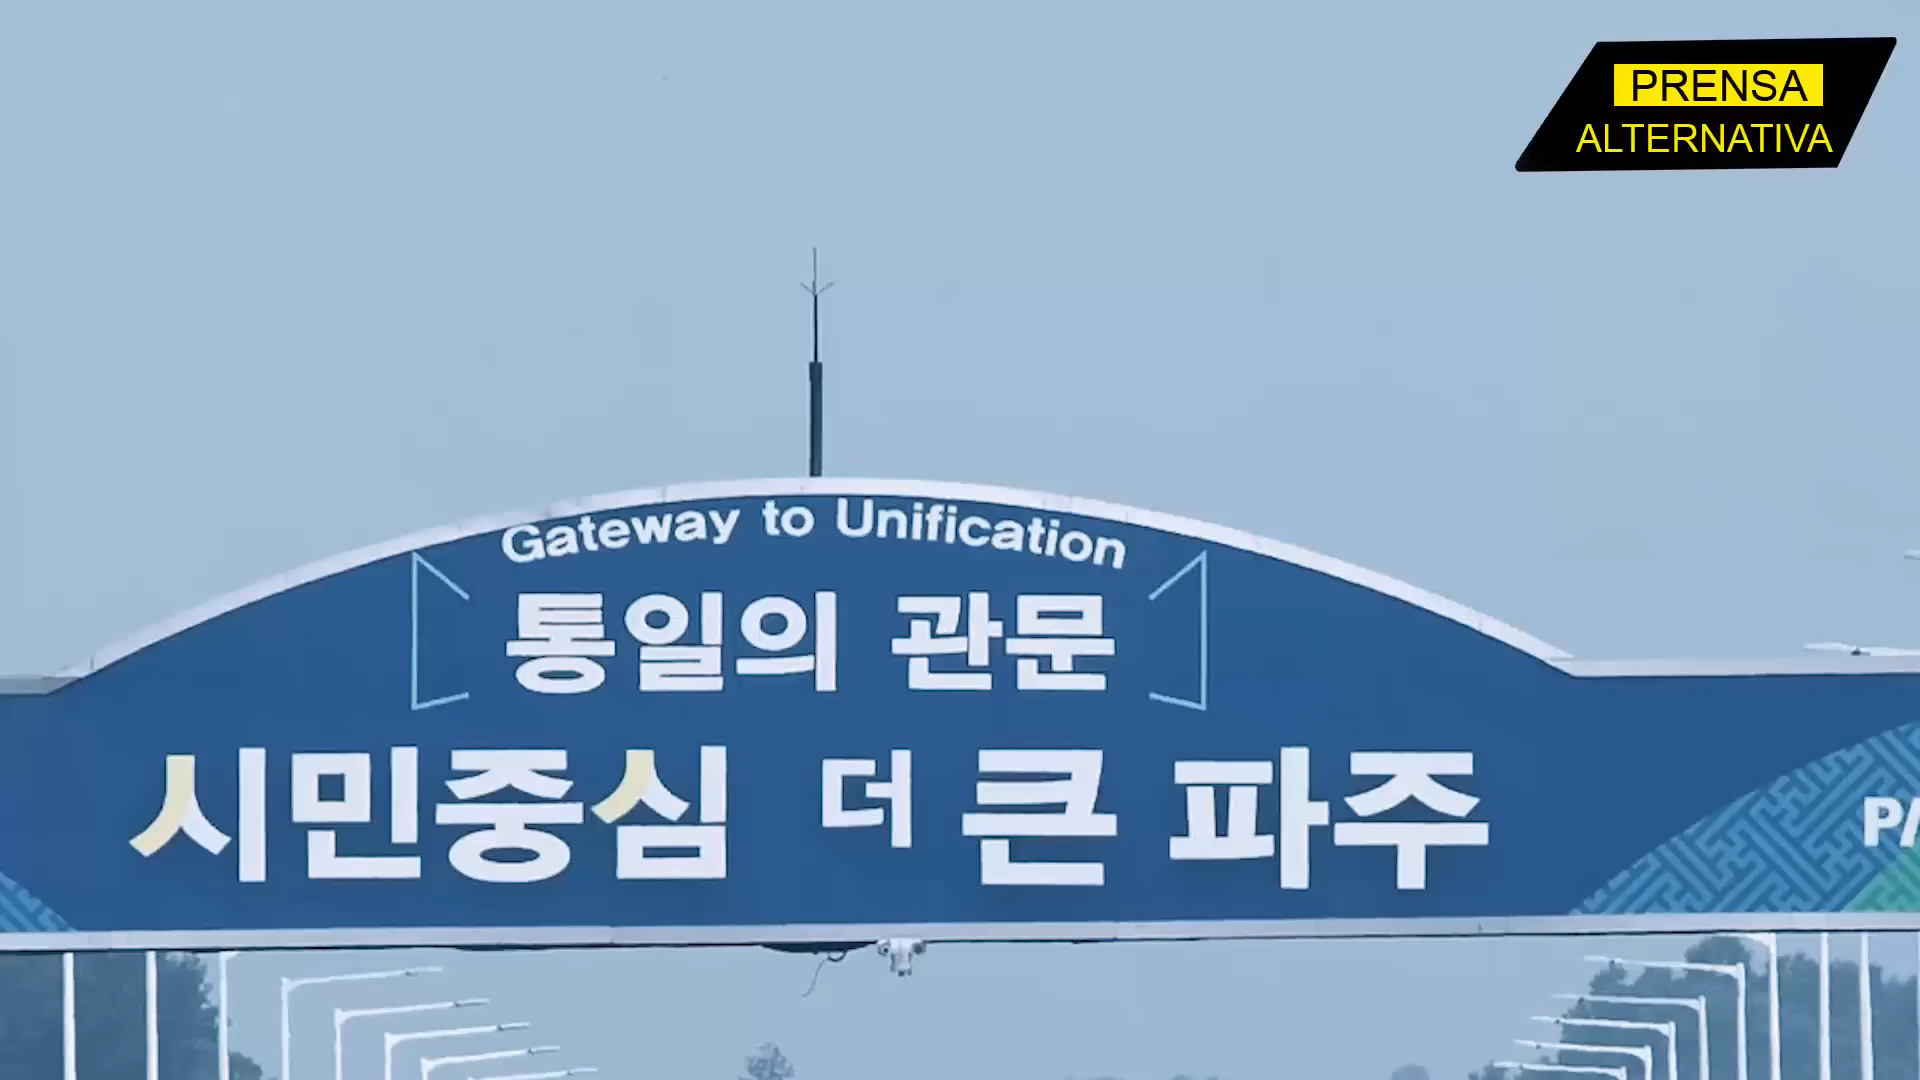 PRENSA
ALTERNATIVA
Gateway to Unification
통일의 관문
시민중심 더 큰 파주